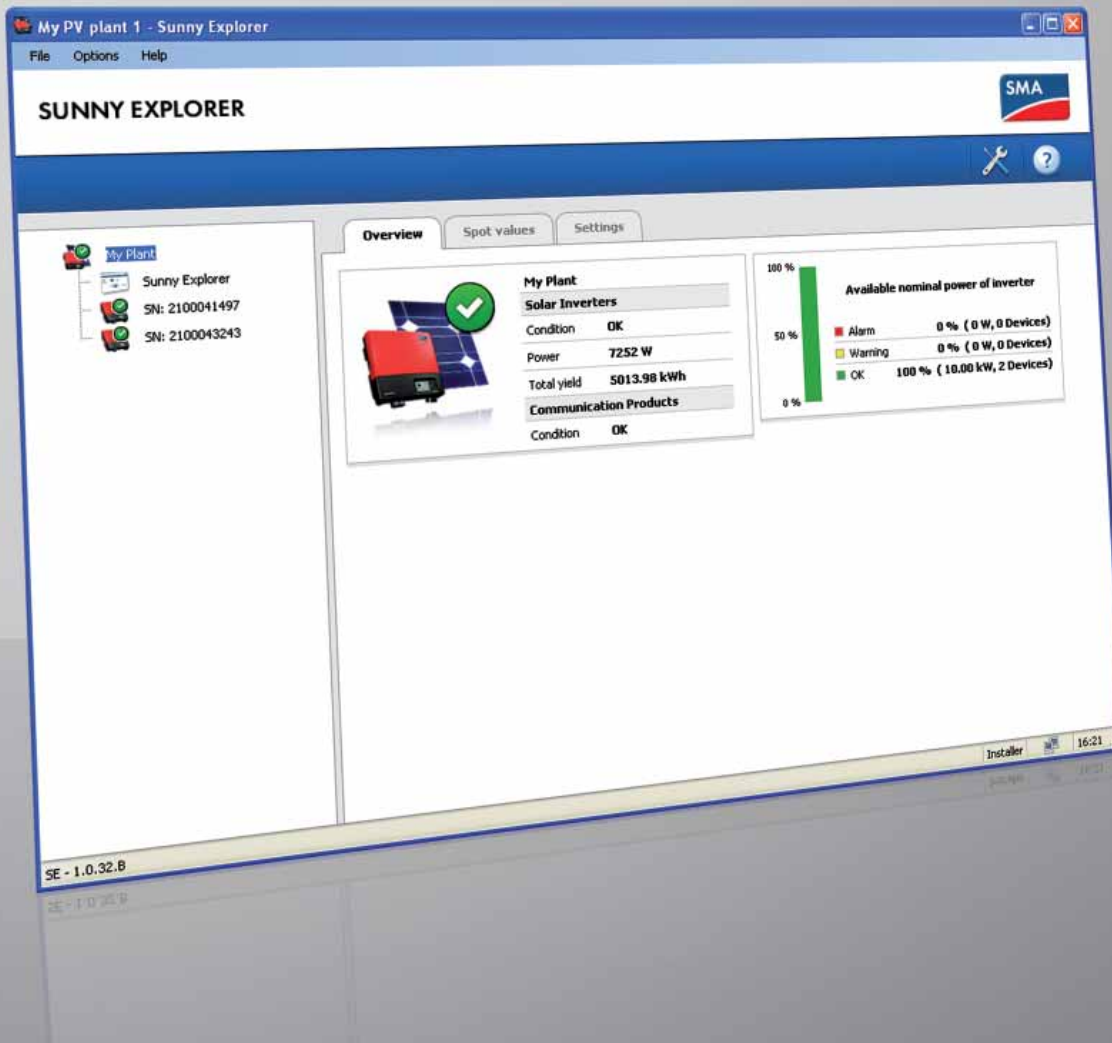 My PV plant 1 - Sunny Explorer
File Options Help
SUNNY EXPLORER
SMA
?
My Plant
Sunny Explorer
SN: 2100041497
SN: 2100043243
Overview Spot values Settings
My Plant
Solar Inverters
Condition OK
Power 7252 W
Total yield 5013.98 kWh
Communication Products
Condition OK
100 %
50 %
0 %
Available nominal power of inverter
Alarm 0 % ( 0 W, 0 Devices)
Warning 0 % ( 0 W, 0 Devices)
OK 100 % ( 10.00 kW, 2 Devices)
Installer 16:21
SE - 1.0.32.B